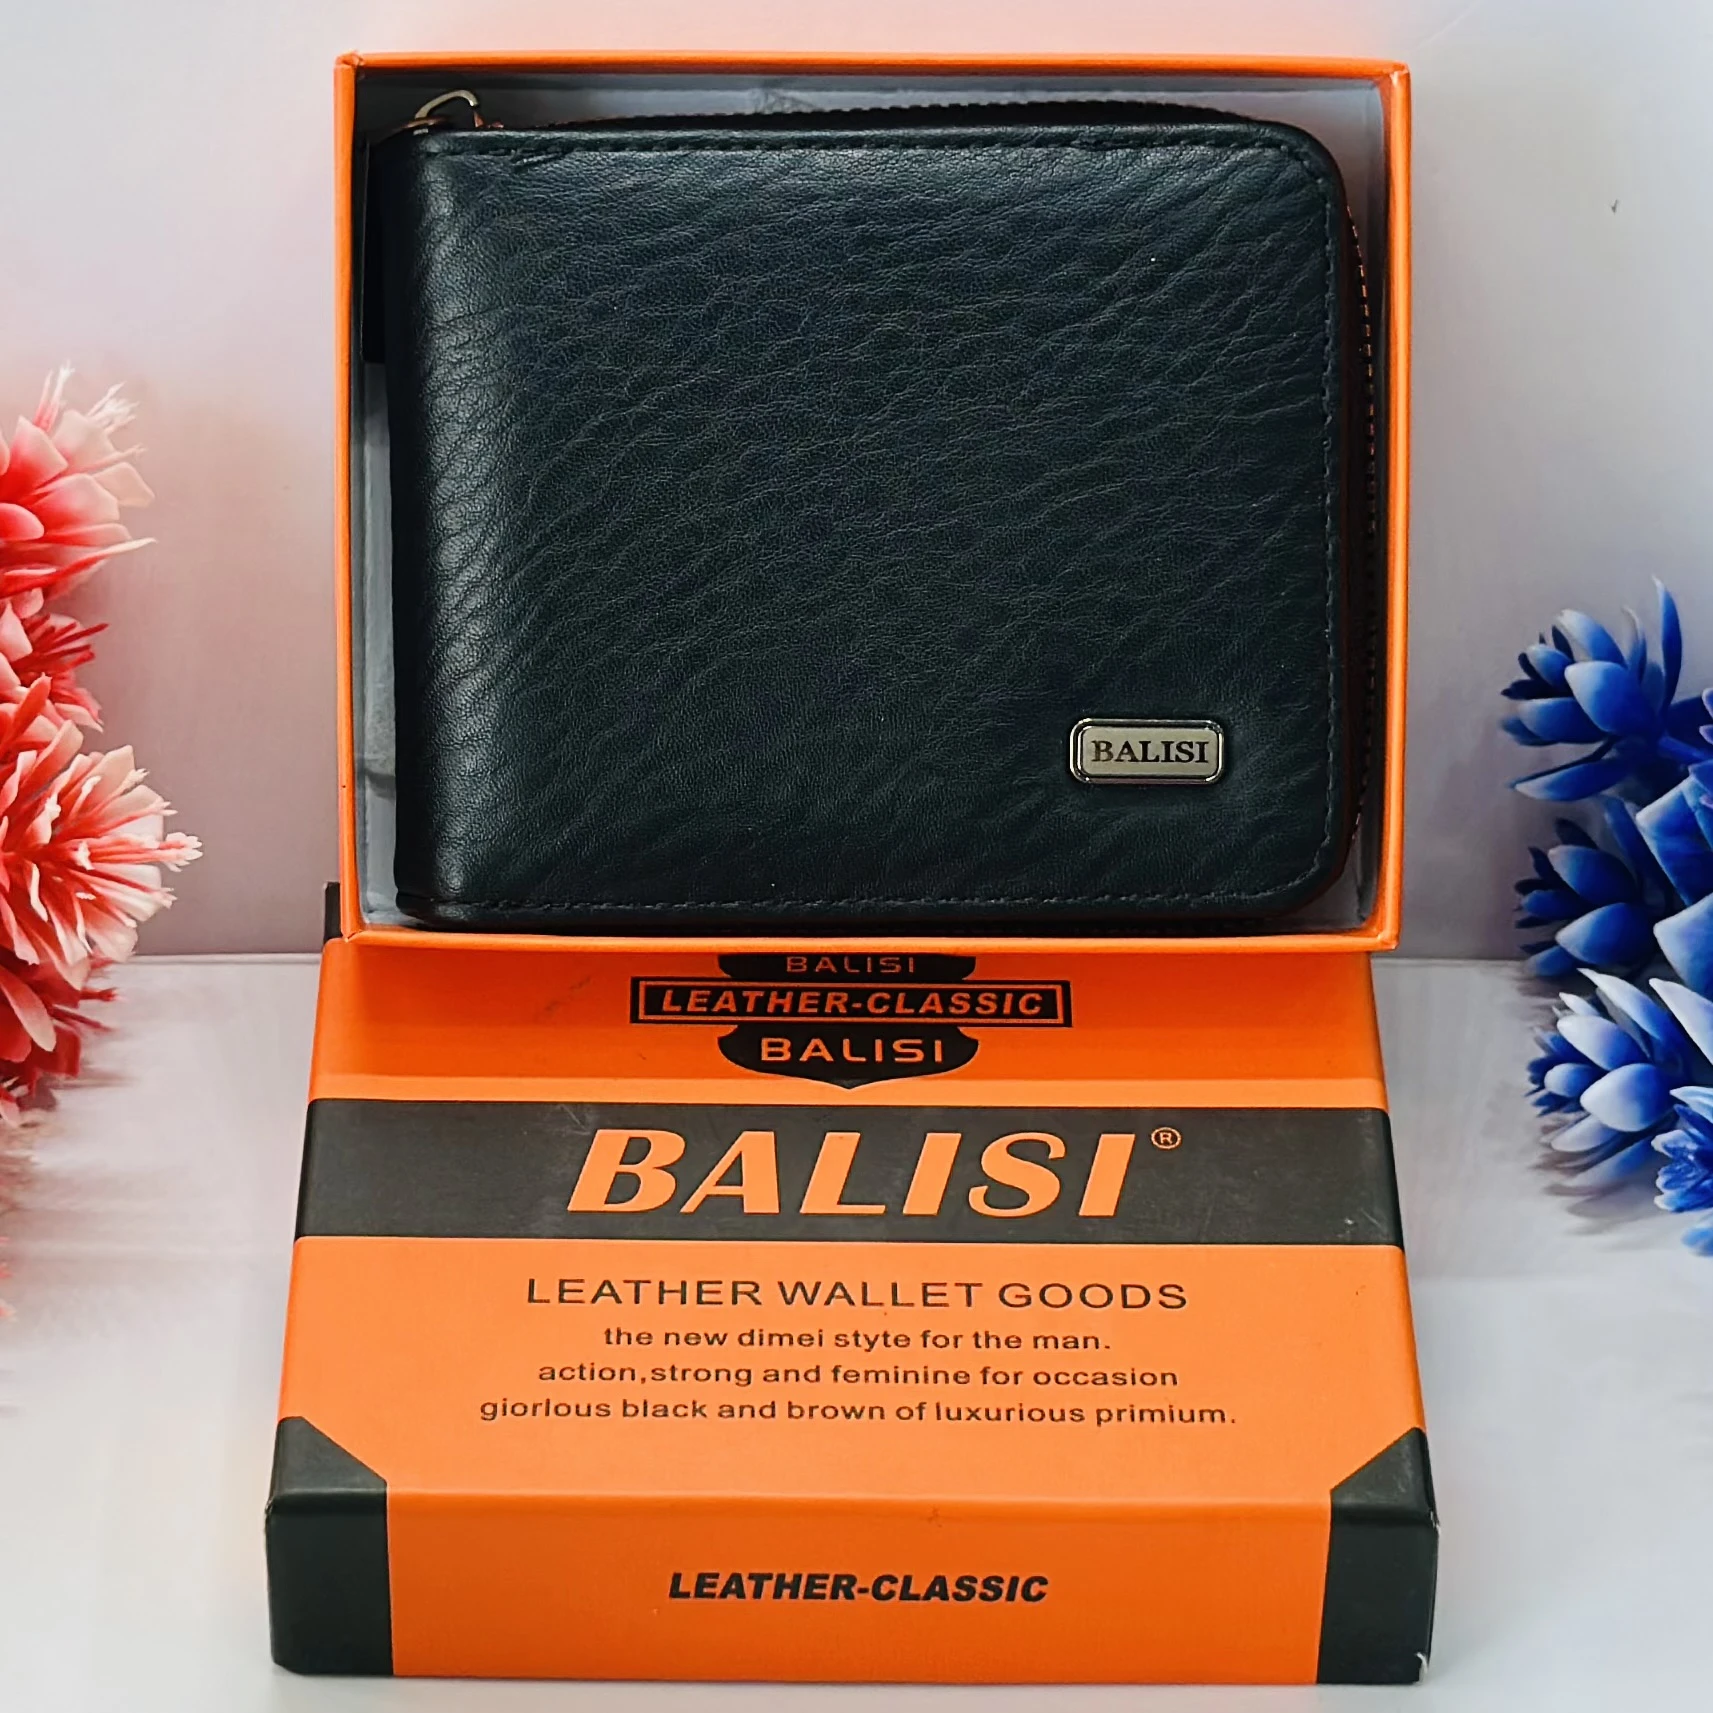 BALISI
BALISI
LEATHER-CLASSIC
BALISI
BALISI®
LEATHER WALLET GOODS
the new dimei styte for the man.
action,strong and feminine for occasion
giorlous black and brown of luxurious primium.
LEATHER-CLASSIC